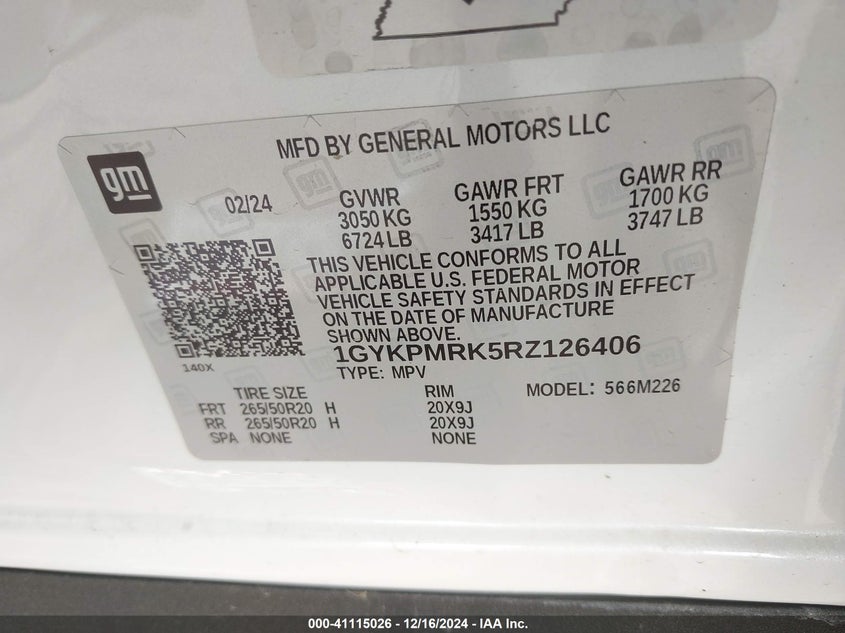 MFD BY GENERAL MOTORS LLC
gm
02/24
GVWR
3050 KG
6724 LB
GAWR FRT
1550 KG
3417 LB
GAWR RR
1700 KG
3747 LB
THIS VEHICLE CONFORMS TO ALL
APPLICABLE U.S. FEDERAL MOTOR
VEHICLE SAFETY STANDARDS IN EFFECT
ON THE DATE OF MANUFACTURE
SHOWN ABOVE.
140X
1GYKPMRK5RZ126406
TYPE: MPV
MODEL: 566M226
TIRE SIZE RIM
FRT 265/50R20 H 20X9J
RR 265/50R20 H 20X9J
SPA NONE NONE
000-41115026 - 12/16/2024 - IAA Inc.